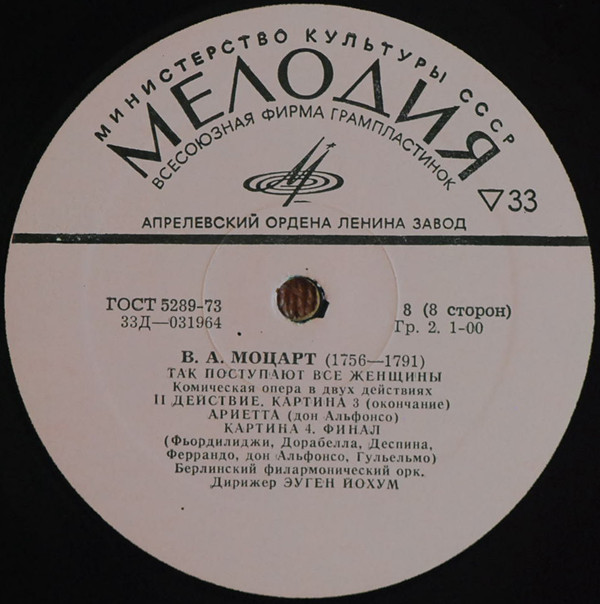 МИНИСТЕРСТВО КУЛЬТУРЫ СССР
МЕЛОДИЯ
ВСЕСОЮЗНАЯ ФИРМА ГРАМПЛАСТИНОК
▽33
АПРЕЛЕВСКИЙ ОРДЕНА ЛЕНИНА ЗАВОД
ГОСТ 5289-73
33Д—031964
8 (8 сторон)
Гр. 2. 1-00
В. А. МОЦАРТ (1756—1791)
ТАК ПОСТУПАЮТ ВСЕ ЖЕНЩИНЫ
Комическая опера в двух действиях
II ДЕЙСТВИЕ. КАРТИНА 3 (окончание)
АРИЕТТА (дон Альфонсо)
КАРТИНА 4. ФИНАЛ
(Фьордилиджи, Дорабелла, Деспина,
Феррандо, дон Альфонсо, Гульельмо)
Берлинский филармонический орк.
Дирижер ЭУГЕН ЙОХУМ